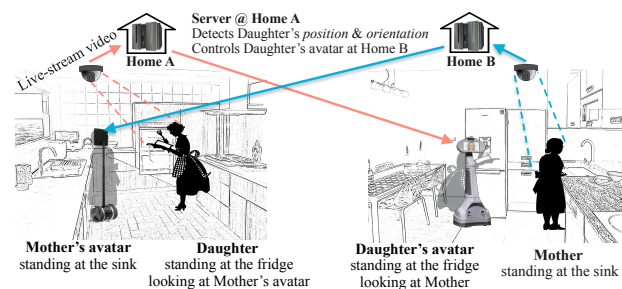 Server @ Home A
Detects Daughter's position & orientation
Controls Daughter's avatar at Home B
Live-stream video
Home A
Home B
Mother's avatar
standing at the sink
Daughter
standing at the fridge
looking at Mother's avatar
Daughter's avatar
standing at the fridge
looking at Mother
Mother
standing at the sink